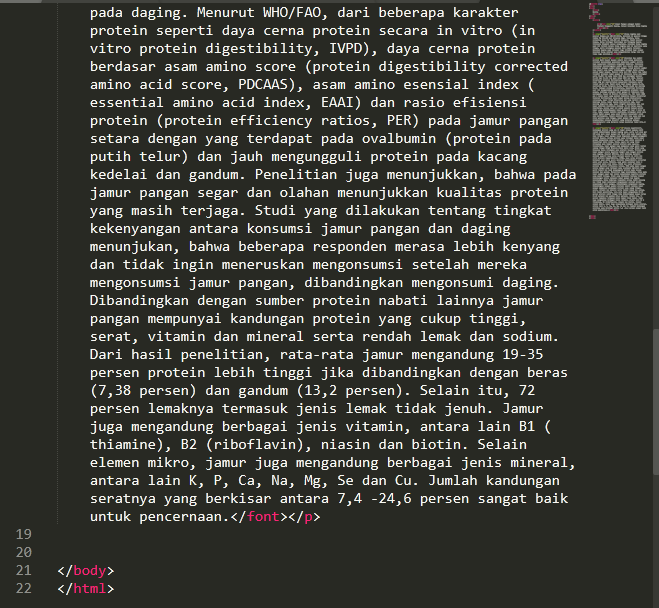 pada daging. Menurut WHO/FAO, dari beberapa karakter
protein seperti daya cerna protein secara in vitro (in
vitro protein digestibility, IVPD), daya cerna protein
berdasar asam amino score (protein digestibility corrected
amino acid score, PDCAAS), asam amino esensial index (
essential amino acid index, EAAI) dan rasio efisiensi
protein (protein efficiency ratios, PER) pada jamur pangan
setara dengan yang terdapat pada ovalbumin (protein pada
putih telur) dan jauh mengungguli protein pada kacang
kedelai dan gandum. Penelitian juga menunjukkan, bahwa pada
jamur pangan segar dan olahan menunjukkan kualitas protein
yang masih terjaga. Studi yang dilakukan tentang tingkat
kekenyangan antara konsumsi jamur pangan dan daging
menunjukan, bahwa beberapa responden merasa lebih kenyang
dan tidak ingin meneruskan mengonsumsi setelah mereka
mengonsumsi jamur pangan, dibandingkan mengonsumi daging.
Dibandingkan dengan sumber protein nabati lainnya jamur
pangan mempunyai kandungan protein yang cukup tinggi,
serat, vitamin dan mineral serta rendah lemak dan sodium.
Dari hasil penelitian, rata-rata jamur mengandung 19-35
persen protein lebih tinggi jika dibandingkan dengan beras
(7,38 persen) dan gandum (13,2 persen). Selain itu, 72
persen lemaknya termasuk jenis lemak tidak jenuh. Jamur
juga mengandung berbagai jenis vitamin, antara lain B1 (
thiamine), B2 (riboflavin), niasin dan biotin. Selain
elemen mikro, jamur juga mengandung berbagai jenis mineral,
antara lain K, P, Ca, Na, Mg, Se dan Cu. Jumlah kandungan
seratnya yang berkisar antara 7,4 -24,6 persen sangat baik
untuk pencernaan.</font></p>
19
20
21 </body>
22 </html>